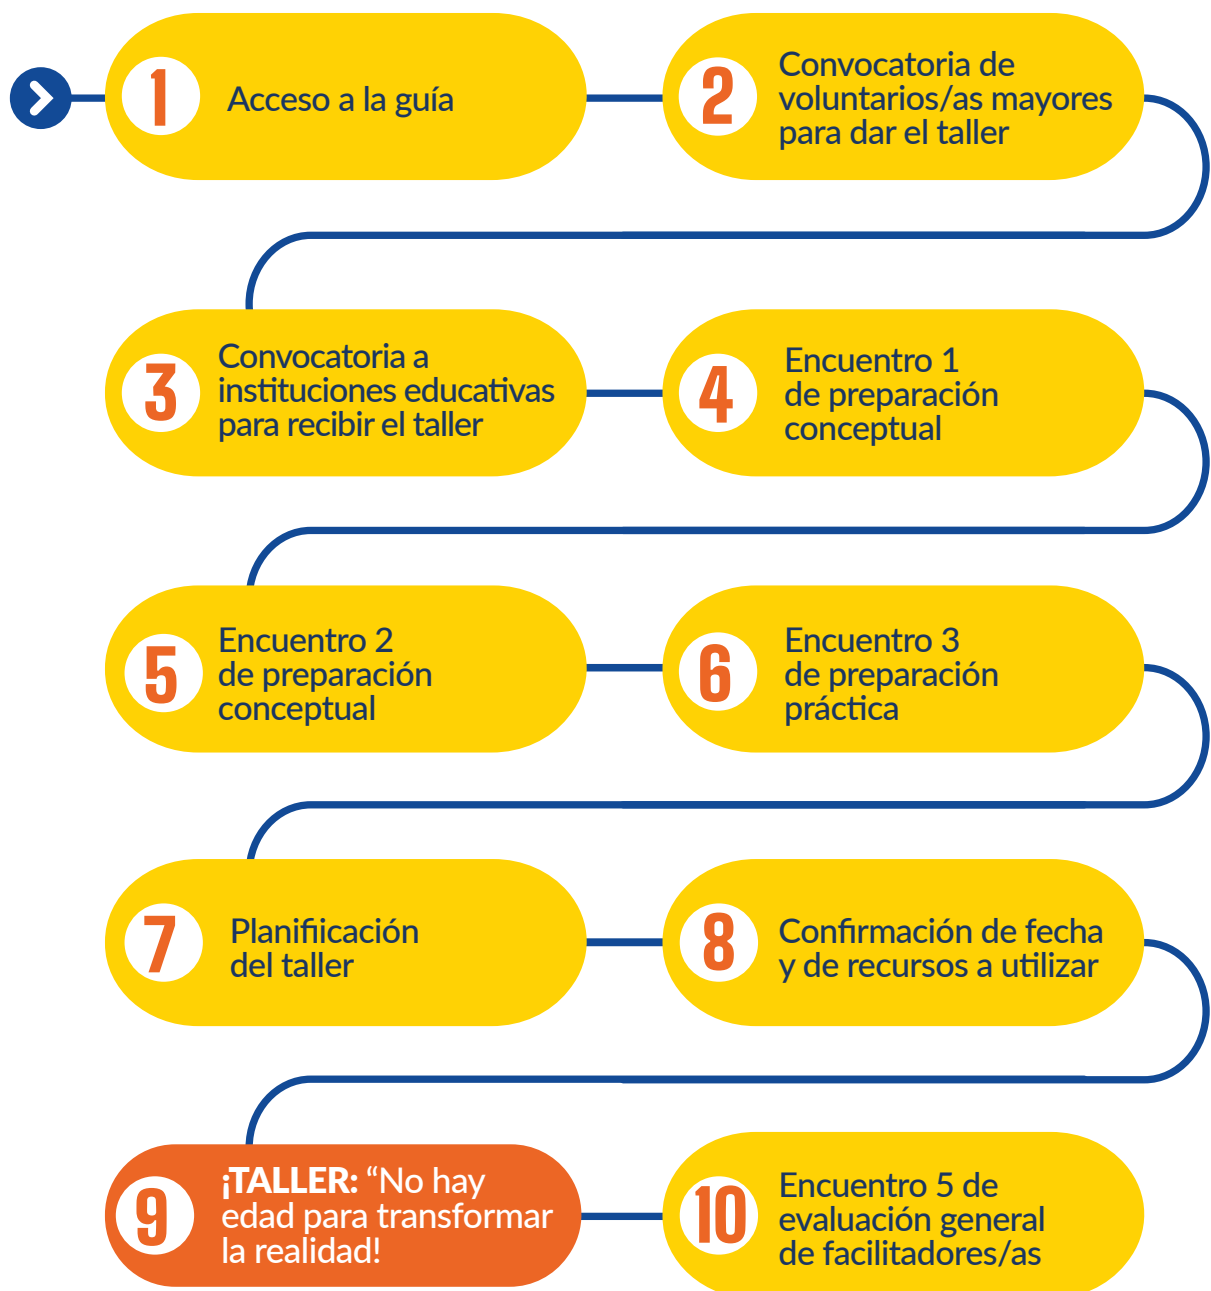 1
Acceso a la guía
2
Convocatoria de
voluntarios/as mayores
para dar el taller
3
Convocatoria a
instituciones educativas
para recibir el taller
4
Encuentro 1
de preparación
conceptual
5
Encuentro 2
de preparación
conceptual
6
Encuentro 3
de preparación
práctica
7
Planifiicación
del taller
8
Confirmación de fecha
y de recursos a utilizar
9
¡TALLER: “No hay
edad para transformar
la realidad!
10
Encuentro 5 de
evaluación general
de facilitadores/as